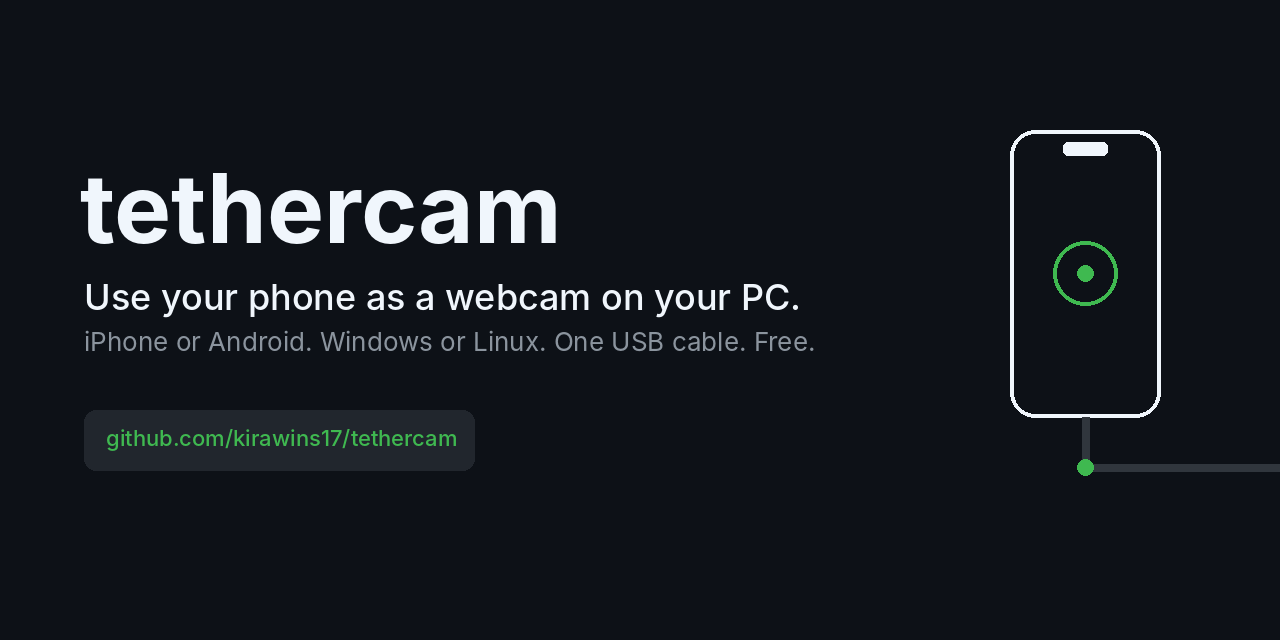 tethercam
Use your phone as a webcam on your PC.
iPhone or Android. Windows or Linux. One USB cable. Free.
github.com/kirawins17/tethercam